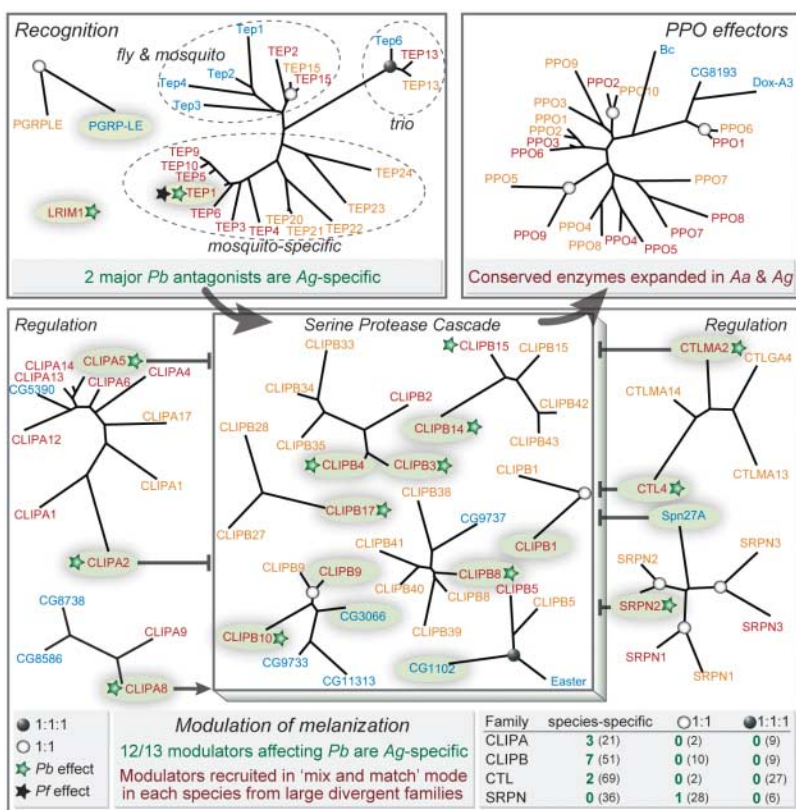 Recognition
fly & mosquito
Tep1
TEP2
TEP15
TEP15
Tep2
Tep4
Tep3
Tep6
TEP13
TEP13
trio
PGRPLE
PGRP-LE
LRIM1
TEP9
TEP10
TEP5
TEP1
TEP6
TEP3
TEP4
TEP20
TEP21
TEP22
TEP23
TEP24
mosquito-specific
2 major Pb antagonists are Ag-specific
PPO effectors
Bc
CG8193
Dox-A3
PPO9
PPO2
PPO10
PPO3
PPO1
PPO2
PPO3
PPO6
PPO6
PPO1
PPO5
PPO7
PPO9
PPO4
PPO8
PPO4
PPO5
PPO7
PPO8
Conserved enzymes expanded in Aa & Ag
Regulation
CLIPA5
CLIPA14
CLIPA13
CLIPA6
CLIPA4
CG5390
CLIPA17
CLIPA12
CLIPA1
CLIPA1
CLIPA2
CG8738
CLIPA9
CG8586
CLIPA8
Serine Protease Cascade
CLIPB33
CLIPB15
CLIPB15
CLIPB34
CLIPB2
CLIPB42
CLIPB28
CLIPB35
CLIPB14
CLIPB43
CLIPB4
CLIPB3
CLIPB1
CLIPB17
CLIPB38
CLIPB27
CG9737
CLIPB41
CLIPB1
CLIPB9
CLIPB9
CLIPB8
CLIPB40
CLIPB8
CLIPB5
CLIPB5
CG3066
CLIPB10
CLIPB39
CG9733
CG11313
CG1102
Easter
Regulation
CTLMA2
CTLGA4
CTLMA14
CTLMA13
CTL4
Spn27A
SRPN2
SRPN3
SRPN2
SRPN3
SRPN1
SRPN1
1:1:1
1:1
Pb effect
Pf effect
Modulation of melanization
12/13 modulators affecting Pb are Ag-specific
Modulators recruited in 'mix and match' mode
in each species from large divergent families
Family species-specific 1:1 1:1:1
CLIPA 3 (21) 0 (2) 0 (9)
CLIPB 7 (51) 0 (10) 0 (9)
CTL 2 (69) 0 (2) 0 (27)
SRPN 0 (36) 1 (28) 0 (6)